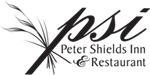 psi
Peter Shields Inn
& Restaurant